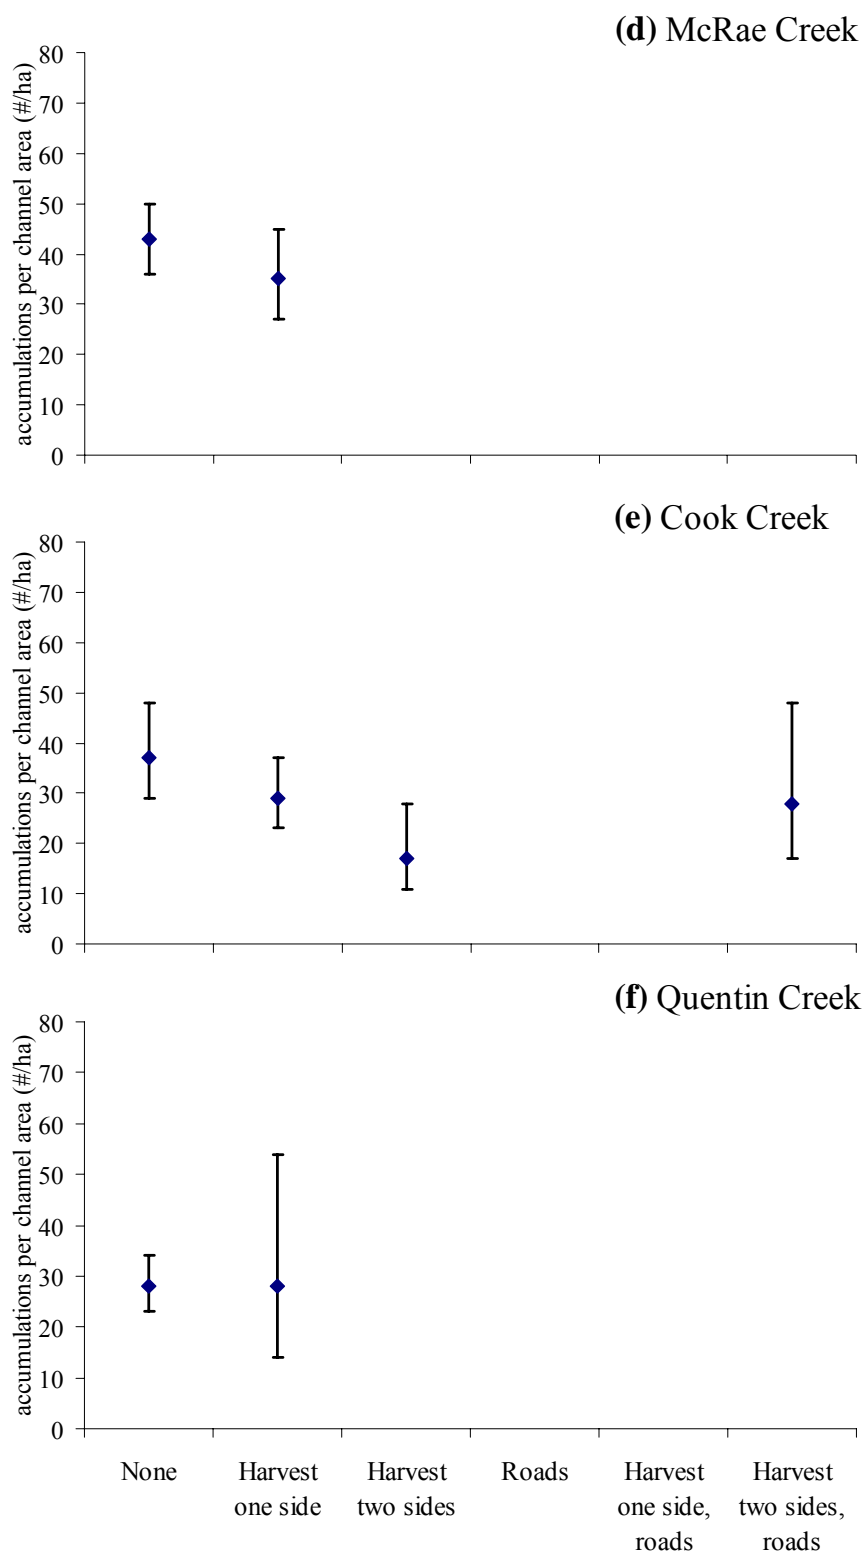 (d) McRae Creek
accumulations per channel area (#/ha)
80
70
60
50
40
30
20
10
0
(e) Cook Creek
accumulations per channel area (#/ha)
80
70
60
50
40
30
20
10
0
(f) Quentin Creek
accumulations per channel area (#/ha)
80
70
60
50
40
30
20
10
0
None
Harvest
one side
Harvest
two sides
Roads
Harvest
one side,
roads
Harvest
two sides,
roads